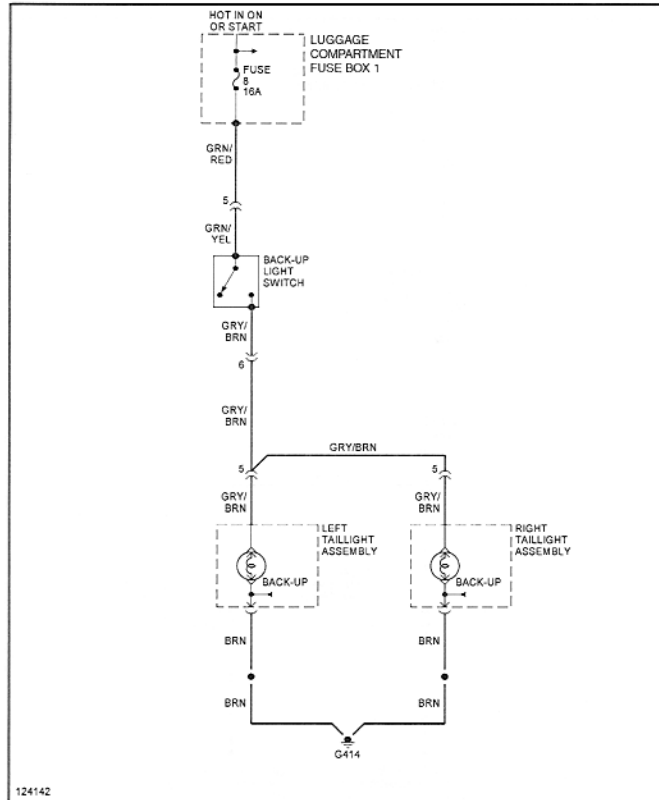 HOT IN ON
OR START
LUGGAGE
COMPARTMENT
FUSE BOX 1
FUSE
8
16A
GRN/
RED
5
GRN/
YEL
BACK-UP
LIGHT
SWITCH
GRY/
BRN
6
GRY/
BRN
GRY/BRN
5
5
GRY/
BRN
GRY/
BRN
LEFT
TAILLIGHT
ASSEMBLY
RIGHT
TAILLIGHT
ASSEMBLY
BACK-UP
BACK-UP
BRN
BRN
BRN
BRN
G414
124142